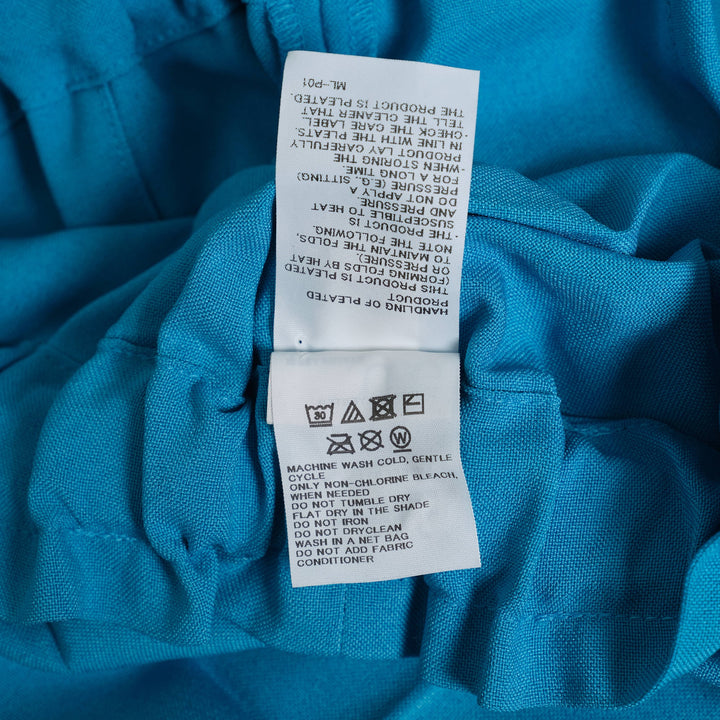 HANDLING OF PLEATED
PRODUCT
THIS PRODUCT IS PLEATED
(FORMING FOLDS BY HEAT
OR PRESSURE).
TO MAINTAIN THE FOLDS,
NOTE THE FOLLOWING.
·THE PRODUCT IS
SUSCEPTIBLE TO HEAT
AND PRESSURE.
DO NOT APPLY A
PRESSURE (E.G., SITTING)
FOR A LONG TIME.
·WHEN STORING THE
PRODUCT LAY CAREFULLY
IN LINE WITH THE PLEATS.
·CHECK THE CARE LABEL.
TELL THE CLEANER THAT
THE PRODUCT IS PLEATED.
ML-P01
30
W
MACHINE WASH COLD, GENTLE
CYCLE
ONLY NON-CHLORINE BLEACH,
WHEN NEEDED
DO NOT TUMBLE DRY
FLAT DRY IN THE SHADE
DO NOT IRON
DO NOT DRYCLEAN
WASH IN A NET BAG
DO NOT ADD FABRIC
CONDITIONER